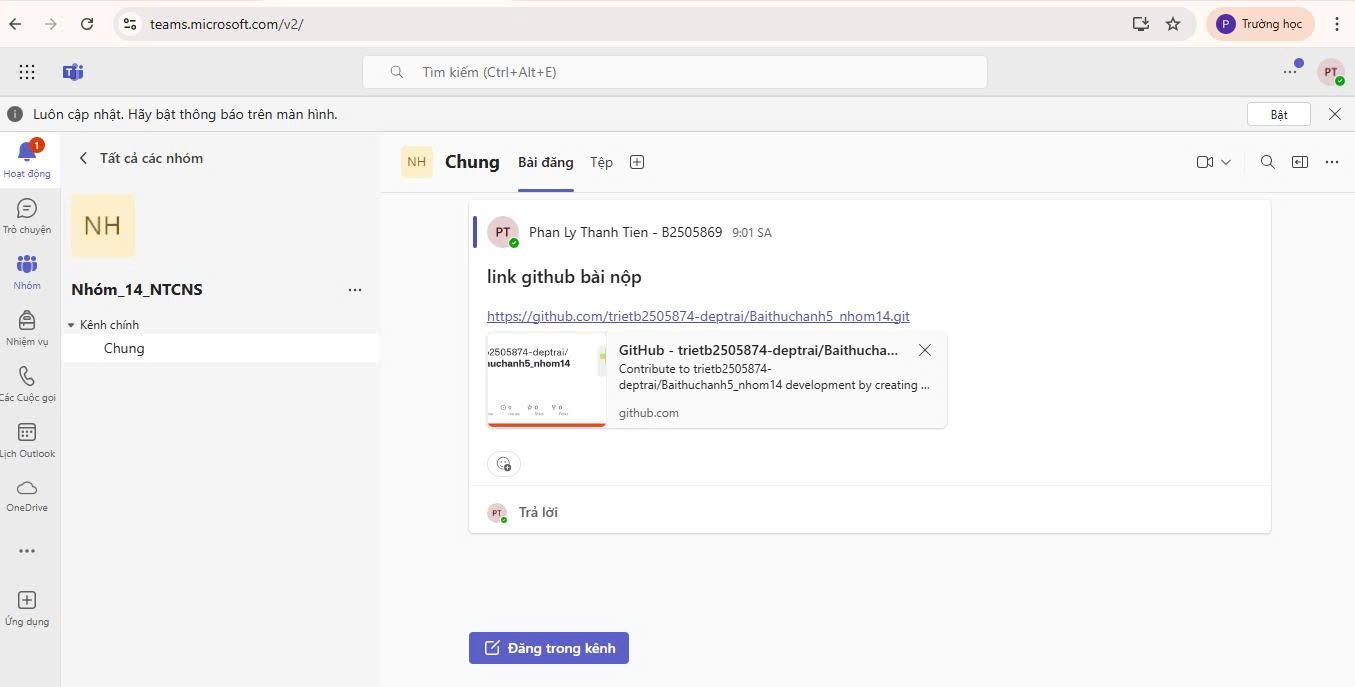 teams.microsoft.com/v2/
P Trường học
Tìm kiếm (Ctrl+Alt+E)
PT
Luôn cập nhật. Hãy bật thông báo trên màn hình.
Bật
1
Hoạt động
Trò chuyện
Nhóm
Nhiệm vụ
Các Cuộc gọi
Lịch Outlook
OneDrive
Ứng dụng
Tất cả các nhóm
NH
Nhóm_14_NTCNS
Kênh chính
Chung
NH Chung Bài đăng Tệp
PT Phan Ly Thanh Tien - B2505869 9:01 SA
link github bài nộp
https://github.com/trietb2505874-deptrai/Baithuchanh5_nhom14.git
2505874-deptrai/
uchanh5_nhom14
GitHub - trietb2505874-deptrai/Baithucha...
Contribute to trietb2505874-
deptrai/Baithuchanh5_nhom14 development by creating ...
github.com
PT Trả lời
Đăng trong kênh